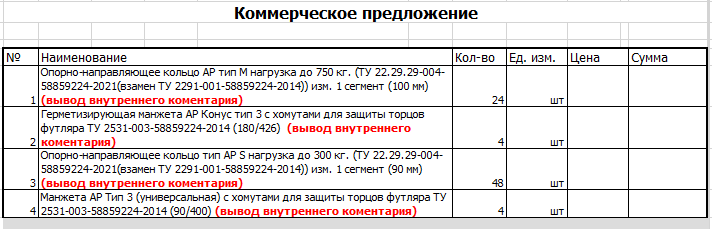 Коммерческое предложение
№ Наименование Кол-во Ед. изм. Цена Сумма
Опорно-направляющее кольцо АР тип М нагрузка до 750 кг. (ТУ 22.29.29-004-
58859224-2021(взамен ТУ 2291-001-58859224-2014)) изм. 1 сегмент (100 мм)
1 (вывод внутреннего коментария) 24 шт
Герметизирующая манжета АР Конус тип 3 с хомутами для защиты торцов
футляра ТУ 2531-003-58859224-2014 (180/426) (вывод внутреннего
2 коментария) 4 шт
Опорно-направляющее кольцо тип АР S нагрузка до 300 кг. (ТУ 22.29.29-004-
58859224-2021(взамен ТУ 2291-001-58859224-2014)) изм. 1 сегмент (90 мм)
3 (вывод внутреннего коментария) 48 шт
Манжета АР Тип 3 (универсальная) с хомутами для защиты торцов футляра ТУ
4 2531-003-58859224-2014 (90/400) (вывод внутреннего коментария) 4 шт